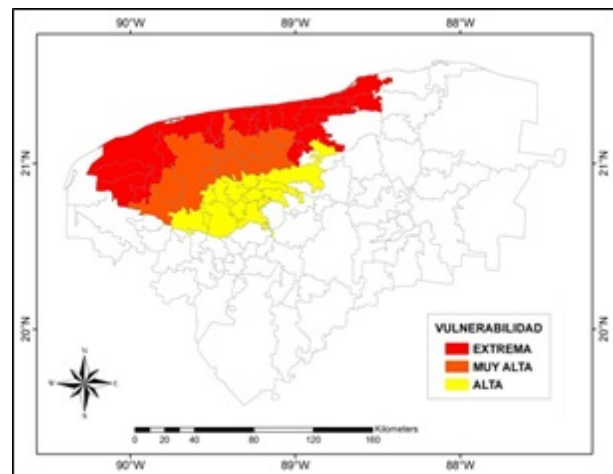 90°W 89°W 88°W
21°N 21°N
20°N 20°N
VULNERABILIDAD
EXTREMA
MUY ALTA
ALTA
N
W E
S
Kilometers
0 20 40 80 120 160
90°W 89°W 88°W